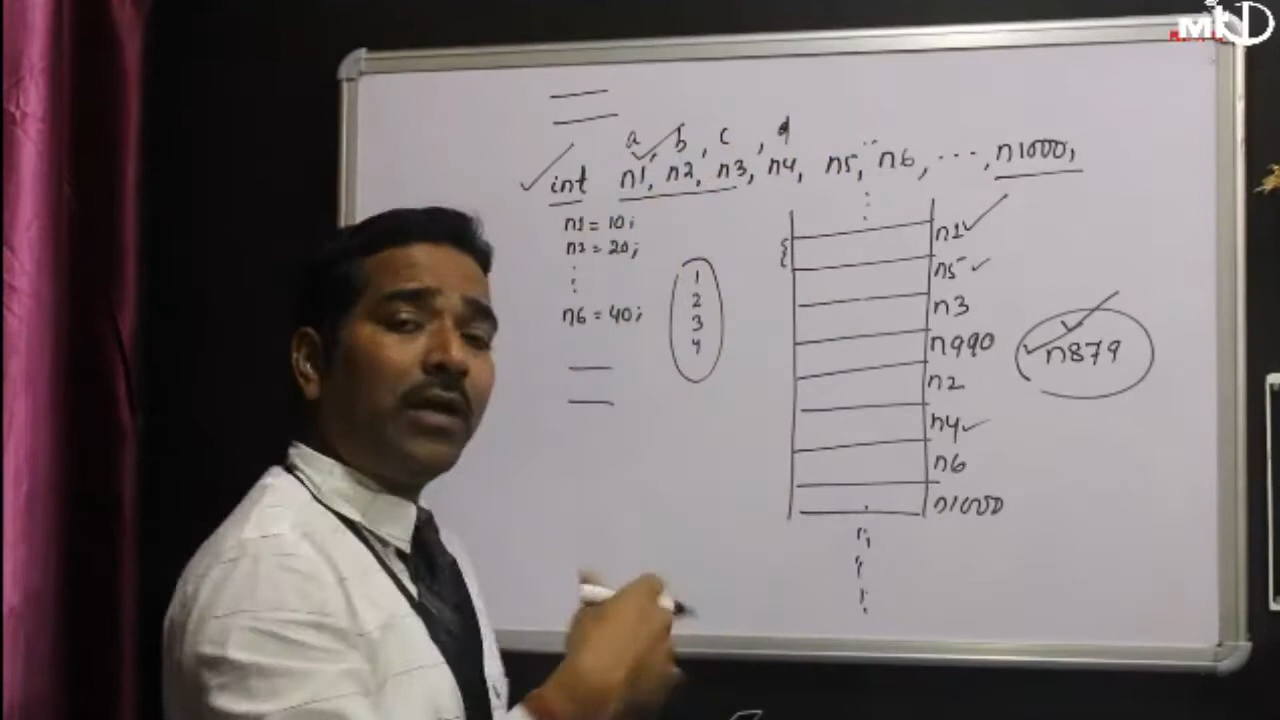 a, b, c, d
int n1, n2, n3, n4, n5, n6, ..., n1000,
n1 = 10;
n2 = 20;
n6 = 40;
1
2
3
4
n1
n5
n3
n990
n2
n4
n6
n1000
n879